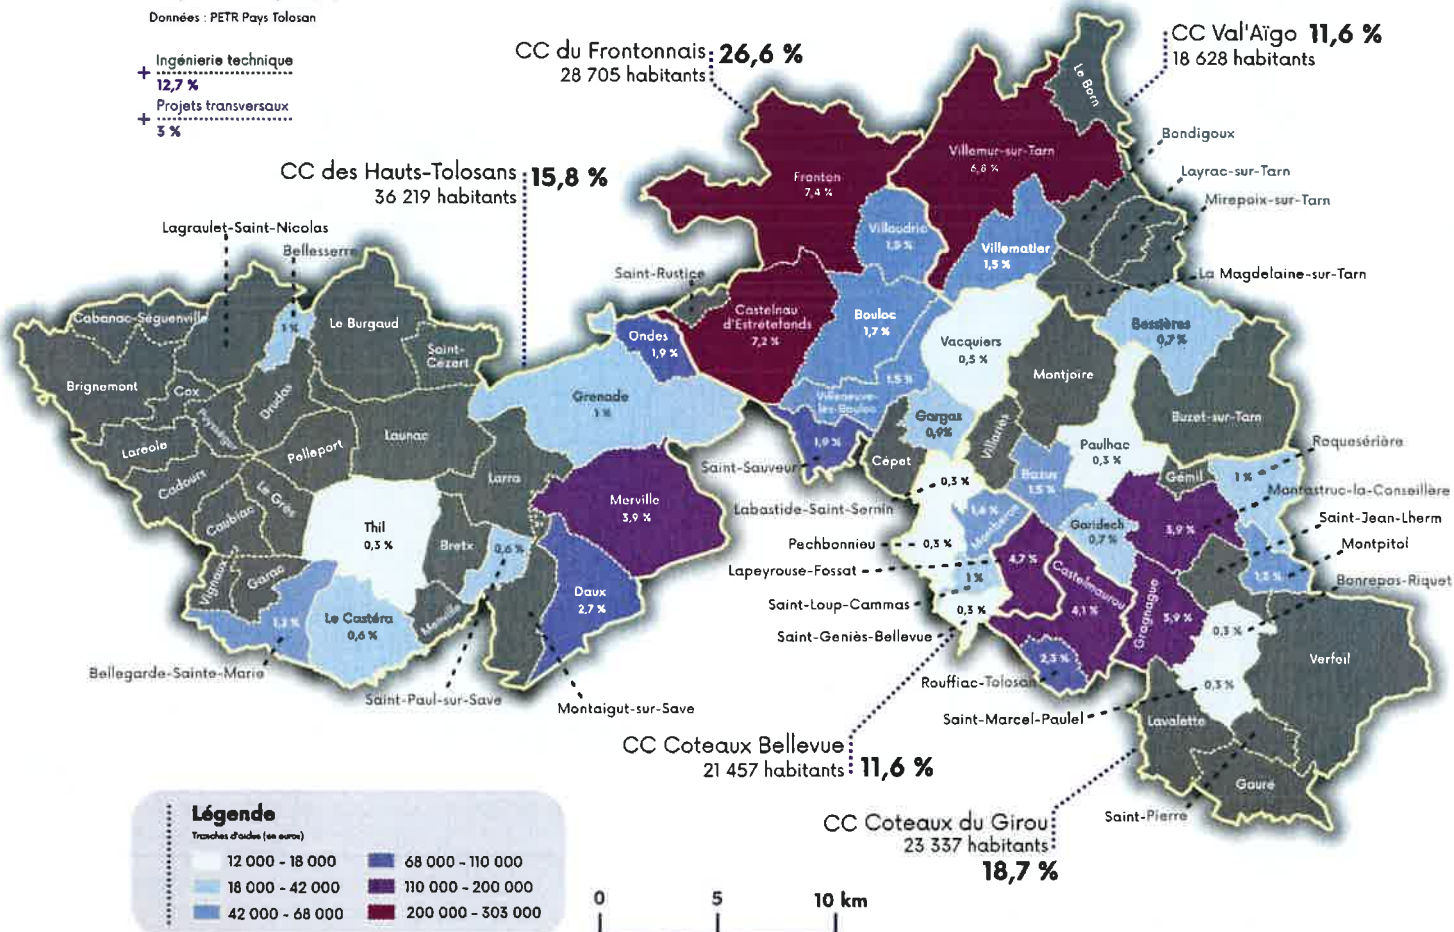 Données : PETR Pays Tolosan
+ Ingénierie technique
12,7 %
+ Projets transversaux
3 %
CC du Frontonnais
28 705 habitants
26,6 %
CC Val'Aïgo 11,6 %
18 628 habitants
CC des Hauts-Tolosans
36 219 habitants
15,8 %
Le Born
Bondigoux
Layrac-sur-Tarn
Mirepoix-sur-Tarn
La Magdelaine-sur-Tarn
Villemur-sur-Tarn
6,8 %
Fronton
7,4 %
Villaudric
1,5 %
Villematier
1,5 %
Lagraulet-Saint-Nicolas
Bellesserre
1 %
Saint-Rustice
Castelnau
d'Estrétefonds
7,2 %
Bouloc
1,7 %
Vacquiers
0,5 %
Bessières
0,7 %
Cabanac-Séguenville
Le Burgaud
Saint-
Cézert
Ondes
1,9 %
Montjoire
Buzet-sur-Tarn
Brignemont
Cox
Puysségur
Drudas
Grenade
1 %
1,5 %
Villeneuve-
lès-Bouloc
Gargas
0,9%
Villariès
Paulhac
0,3 %
Roquesérière
1 %
Lareole
Pelleport
Launac
1,9 %
Saint-Sauveur
Cépet
Bazus
1,5 %
Gémil
Montastruc-la-Conseillère
3,9 %
Cadours
Le Grès
Caubiac
Larra
Merville
3,9 %
Labastide-Saint-Sernin
0,3 %
1,6 %
Montberon
Garidech
0,7 %
Saint-Jean-Lherm
Montpitol
1,3 %
Thil
0,3 %
Bretx
0,6 %
Pechbonnieu
0,3 %
Lapeyrouse-Fossat
4,7 %
Bonrepos-Riquet
Vignaux
Garac
Daux
2,7 %
1 %
Saint-Loup-Cammas
Castelmaurou
4,1 %
Gragnague
3,9 %
0,3 %
Le Castéra
0,6 %
Menville
1,3 %
0,3 %
Saint-Geniès-Bellevue
2,3 %
Verfeil
Bellegarde-Sainte-Marie
Saint-Paul-sur-Save
Montaigut-sur-Save
Rouffiac-Tolosan
0,3 %
Saint-Marcel-Paulel
Lavalette
CC Coteaux Bellevue
21 457 habitants
11,6 %
Gauré
Saint-Pierre
CC Coteaux du Girou
23 337 habitants
18,7 %
Légende
Tranches d'aides (en euros)
12 000 - 18 000
18 000 - 42 000
42 000 - 68 000
68 000 - 110 000
110 000 - 200 000
200 000 - 303 000
0 5 10 km